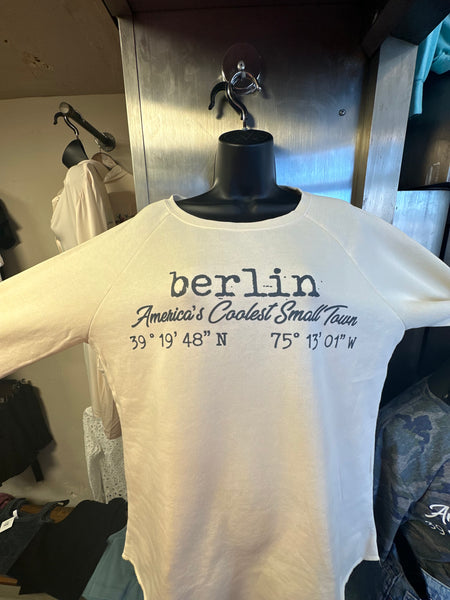 berlin
America's Coolest Small Town
39° 19' 48" N 75° 13' 01" W